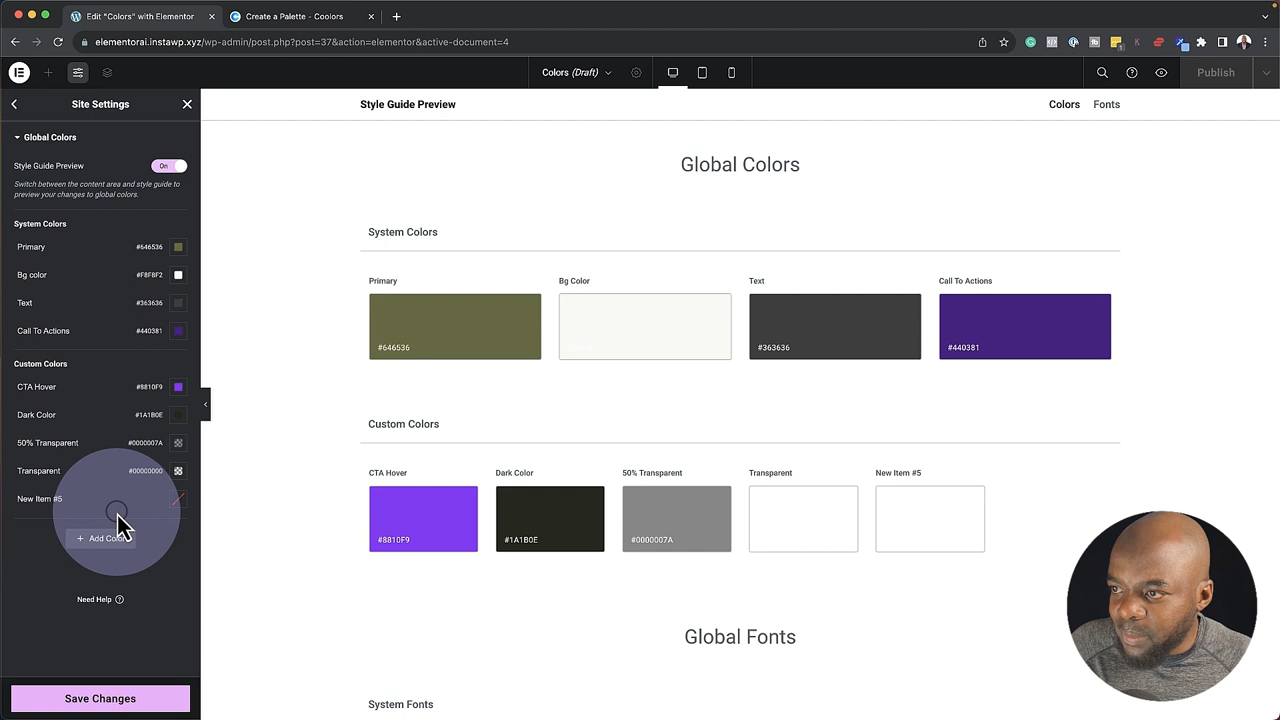 Edit "Colors" with Elementor
Create a Palette - Coolors
elementorai.instawp.xyz/wp-admin/post.php?post=37&action=elementor&active-document=4
Colors (Draft)
Publish
Site Settings
Global Colors
Style Guide Preview
On
Switch between the content area and style guide to
preview your changes to global colors.
System Colors
Primary #646536
Bg color #F8F8F2
Text #363636
Call To Actions #440381
Custom Colors
CTA Hover #8810F9
Dark Color #1A1B0E
50% Transparent #0000007A
Transparent #00000000
New Item #5
+ Add
Need Help
Save Changes
Style Guide Preview
Colors Fonts
Global Colors
System Colors
Primary Bg Color Text Call To Actions
#646536 #363636 #440381
Custom Colors
CTA Hover Dark Color 50% Transparent Transparent New Item #5
#8810F9 #1A1B0E #0000007A
Global Fonts
System Fonts